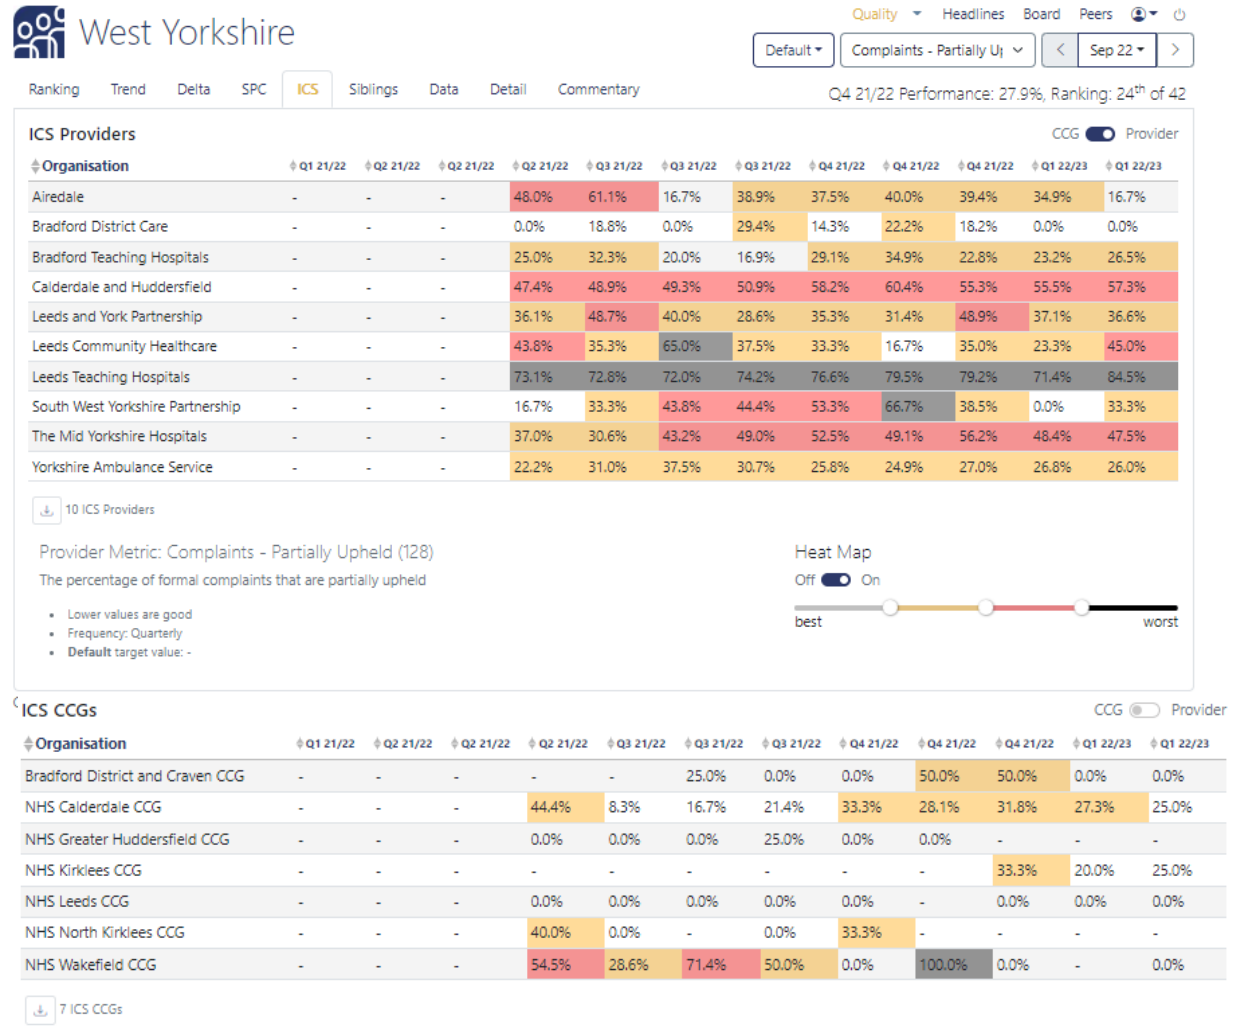 West Yorkshire
Quality Headlines Board Peers
Default Complaints - Partially Up < Sep 22 >
Ranking Trend Delta SPC ICS Siblings Data Detail Commentary
Q4 21/22 Performance: 27.9%, Ranking: 24th of 42
ICS Providers CCG Provider
Organisation Q1 21/22 Q2 21/22 Q2 21/22 Q2 21/22 Q3 21/22 Q3 21/22 Q3 21/22 Q4 21/22 Q4 21/22 Q4 21/22 Q1 22/23 Q1 22/23
Airedale - - - 48.0% 61.1% 16.7% 38.9% 37.5% 40.0% 39.4% 34.9% 16.7%
Bradford District Care - - - 0.0% 18.8% 0.0% 29.4% 14.3% 22.2% 18.2% 0.0% 0.0%
Bradford Teaching Hospitals - - - 25.0% 32.3% 20.0% 16.9% 29.1% 34.9% 22.8% 23.2% 26.5%
Calderdale and Huddersfield - - - 47.4% 48.9% 49.3% 50.9% 58.2% 60.4% 55.3% 55.5% 57.3%
Leeds and York Partnership - - - 36.1% 48.7% 40.0% 28.6% 35.3% 31.4% 48.9% 37.1% 36.6%
Leeds Community Healthcare - - - 43.8% 35.3% 65.0% 37.5% 33.3% 16.7% 35.0% 23.3% 45.0%
Leeds Teaching Hospitals - - - 73.1% 72.8% 72.0% 74.2% 76.6% 79.5% 79.2% 71.4% 84.5%
South West Yorkshire Partnership - - - 16.7% 33.3% 43.8% 44.4% 53.3% 66.7% 38.5% 0.0% 33.3%
The Mid Yorkshire Hospitals - - - 37.0% 30.6% 43.2% 49.0% 52.5% 49.1% 56.2% 48.4% 47.5%
Yorkshire Ambulance Service - - - 22.2% 31.0% 37.5% 30.7% 25.8% 24.9% 27.0% 26.8% 26.0%
10 ICS Providers
Provider Metric: Complaints - Partially Upheld (128)
The percentage of formal complaints that are partially upheld
• Lower values are good
• Frequency: Quarterly
• Default target value: -
Heat Map
Off On
best worst
ICS CCGs CCG Provider
Organisation Q1 21/22 Q2 21/22 Q2 21/22 Q2 21/22 Q3 21/22 Q3 21/22 Q3 21/22 Q4 21/22 Q4 21/22 Q4 21/22 Q1 22/23 Q1 22/23
Bradford District and Craven CCG - - - - - 25.0% 0.0% 0.0% 50.0% 50.0% 0.0% 0.0%
NHS Calderdale CCG - - - 44.4% 8.3% 16.7% 21.4% 33.3% 28.1% 31.8% 27.3% 25.0%
NHS Greater Huddersfield CCG - - - 0.0% 0.0% 0.0% 25.0% 0.0% 0.0% - - -
NHS Kirklees CCG - - - - - - - - - 33.3% 20.0% 25.0%
NHS Leeds CCG - - - 0.0% 0.0% 0.0% 0.0% 0.0% - 0.0% 0.0% 0.0%
NHS North Kirklees CCG - - - 40.0% 0.0% - 0.0% 33.3% - - - -
NHS Wakefield CCG - - - 54.5% 28.6% 71.4% 50.0% 0.0% 100.0% 0.0% - 0.0%
7 ICS CCGs